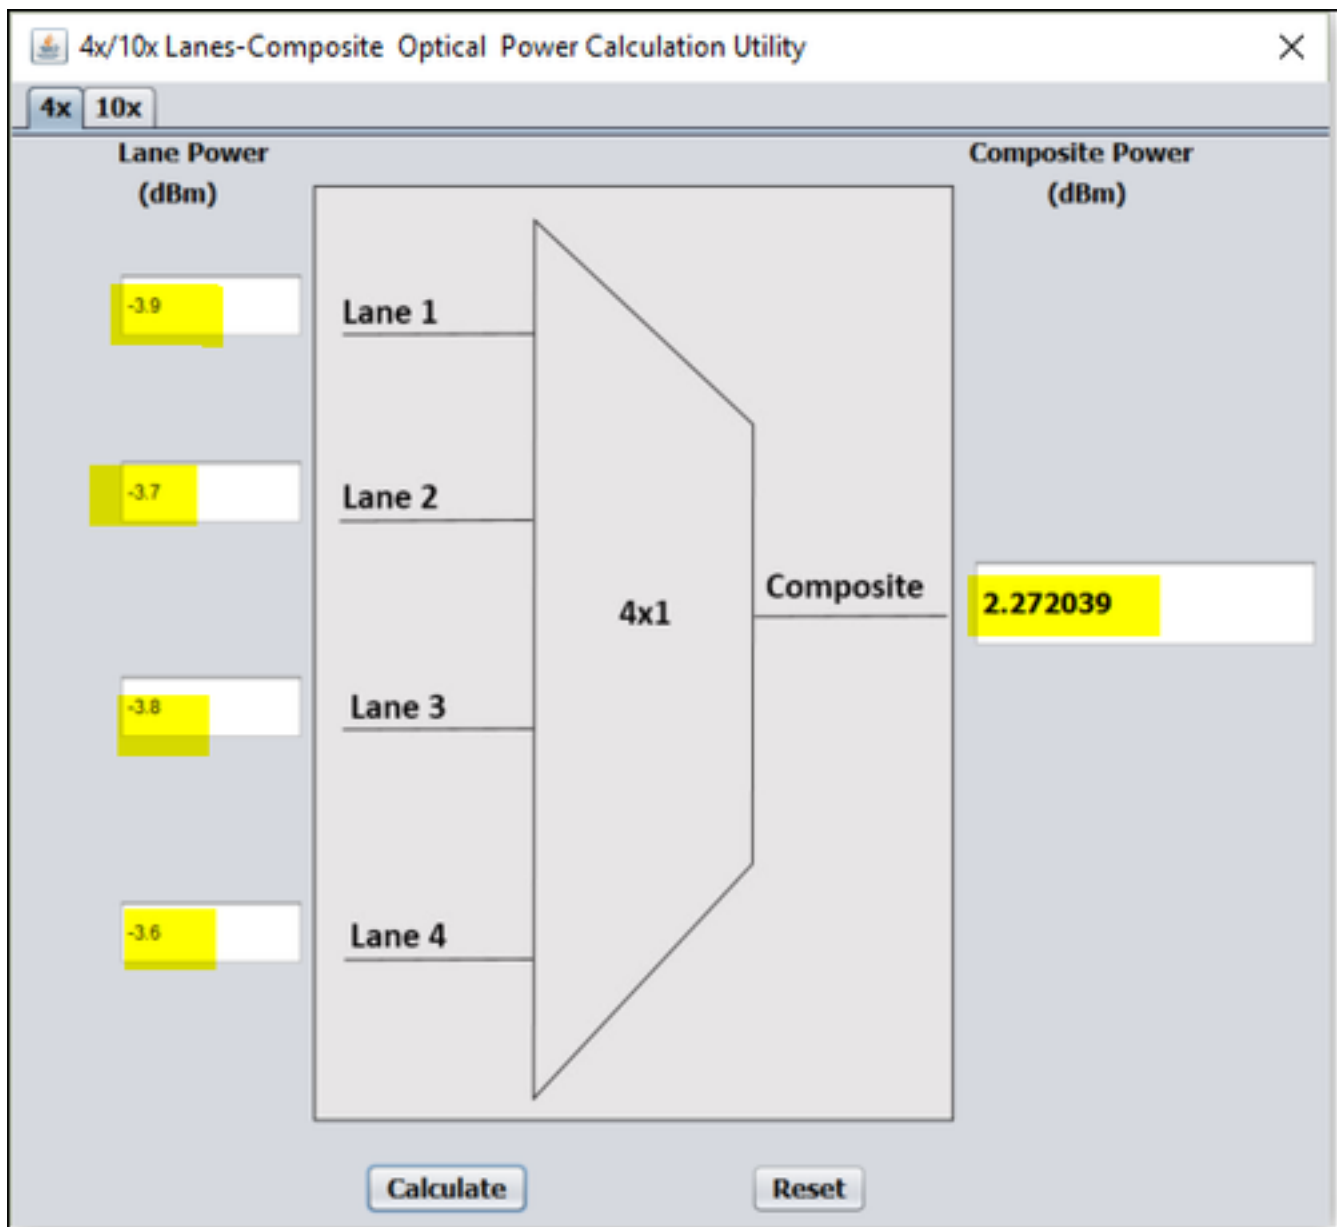 4x/10x Lanes-Composite Optical Power Calculation Utility
4x 10x
Lane Power
(dBm)
Composite Power
(dBm)
-3.9
Lane 1
-3.7
Lane 2
Composite
2.272039
4x1
-3.8
Lane 3
-3.6
Lane 4
Calculate
Reset